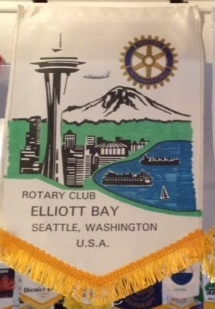 ROTARY CLUB
ELLIOTT BAY
SEATTLE, WASHINGTON
U.S.A.